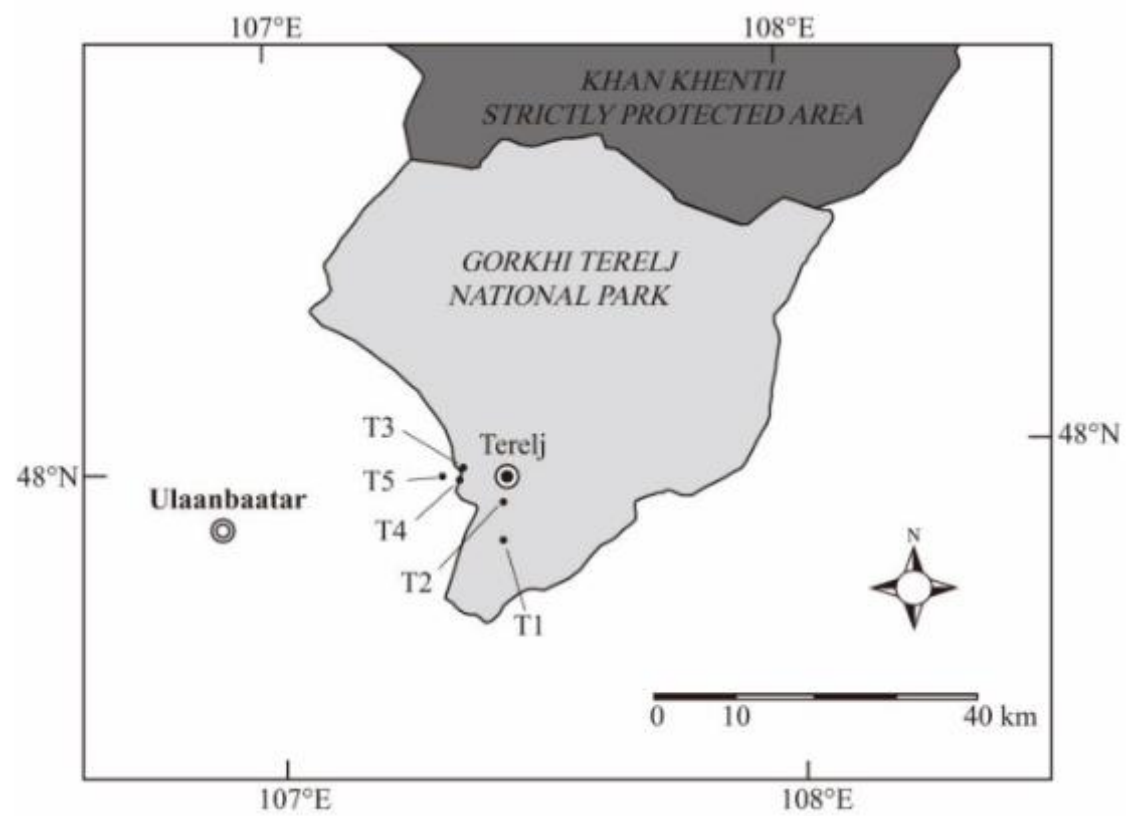 107°E
108°E
KHAN KHENTII
STRICTLY PROTECTED AREA
GORKHI TERELJ
NATIONAL PARK
T3
Terelj
48°N
48°N
T5
Ulaanbaatar
T4
T2
T1
N
0 10 40 km
107°E
108°E